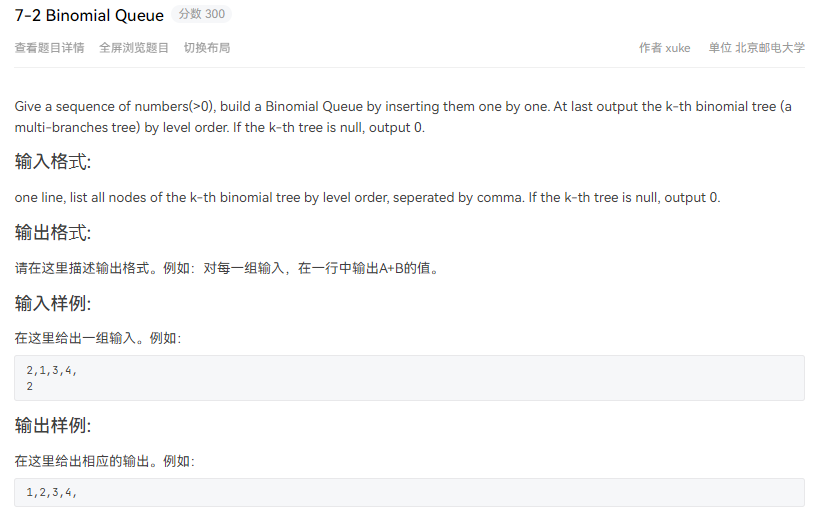 7-2 Binomial Queue 分数 300
查看题目详情 全屏浏览题目 切换布局 作者 xuke 单位 北京邮电大学
Give a sequence of numbers(>0), build a Binomial Queue by inserting them one by one. At last output the k-th binomial tree (a
multi-branches tree) by level order. If the k-th tree is null, output 0.
输入格式:
one line, list all nodes of the k-th binomial tree by level order, seperated by comma. If the k-th tree is null, output 0.
输出格式:
请在这里描述输出格式。例如：对每一组输入，在一行中输出A+B的值。
输入样例:
在这里给出一组输入。例如：
2,1,3,4,
2
输出样例:
在这里给出相应的输出。例如：
1,2,3,4,